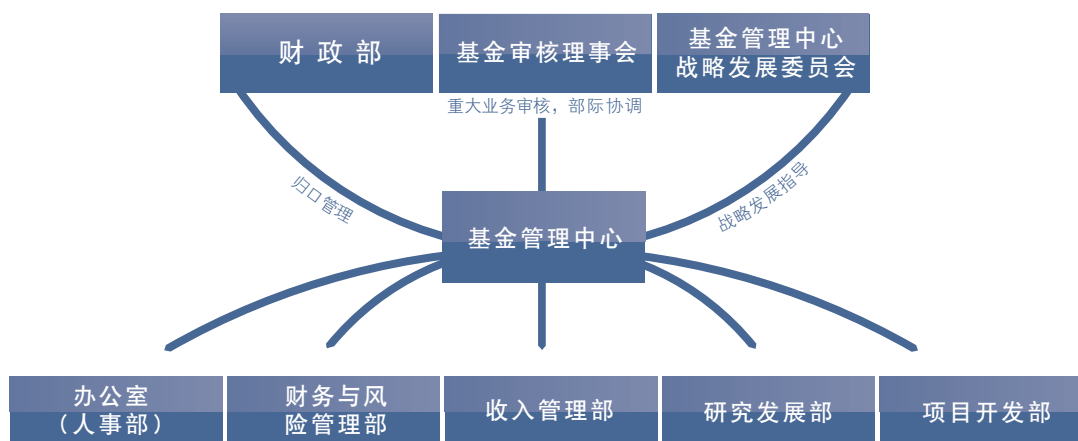 财政部
基金审核理事会
基金管理中心
战略发展委员会
重大业务审核，部际协调
归口管理
战略发展指导
基金管理中心
办公室
（人事部）
财务与风
险管理部
收入管理部
研究发展部
项目开发部